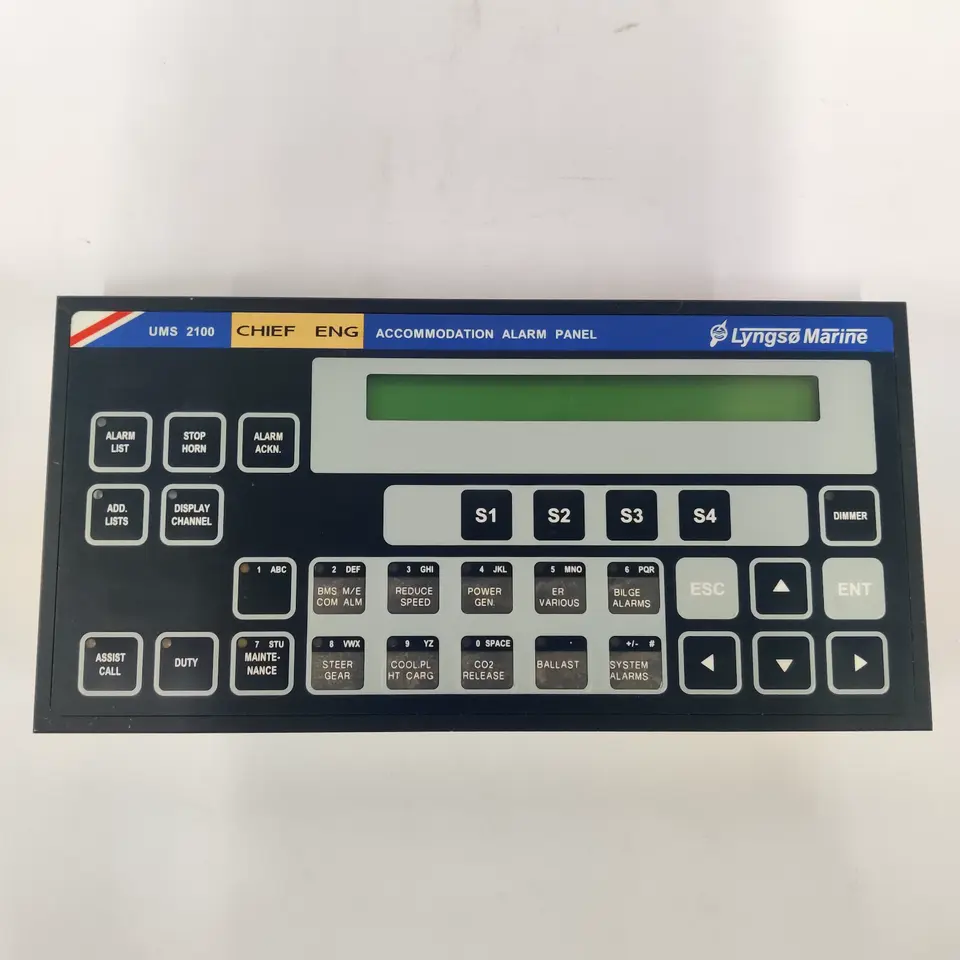 UMS 2100 CHIEF ENG ACCOMMODATION ALARM PANEL Lyngsø Marine
ALARM LIST
STOP HORN
ALARM ACKN.
ADD. LISTS
DISPLAY CHANNEL
S1 S2 S3 S4
DIMMER
1 ABC
2 DEF
BMS M/E
COM ALM
3 GHI
REDUCE
SPEED
4 JKL
POWER
GEN.
5 MNO
ER
VARIOUS
6 PQR
BILGE
ALARMS
ESC
ENT
ASSIST
CALL
DUTY
7 STU
MAINTE-
NANCE
8 VWX
STEER
GEAR
9 YZ
COOL.PL
HT CARG
0 SPACE
CO2
RELEASE
.
BALLAST
+/- #
SYSTEM
ALARMS